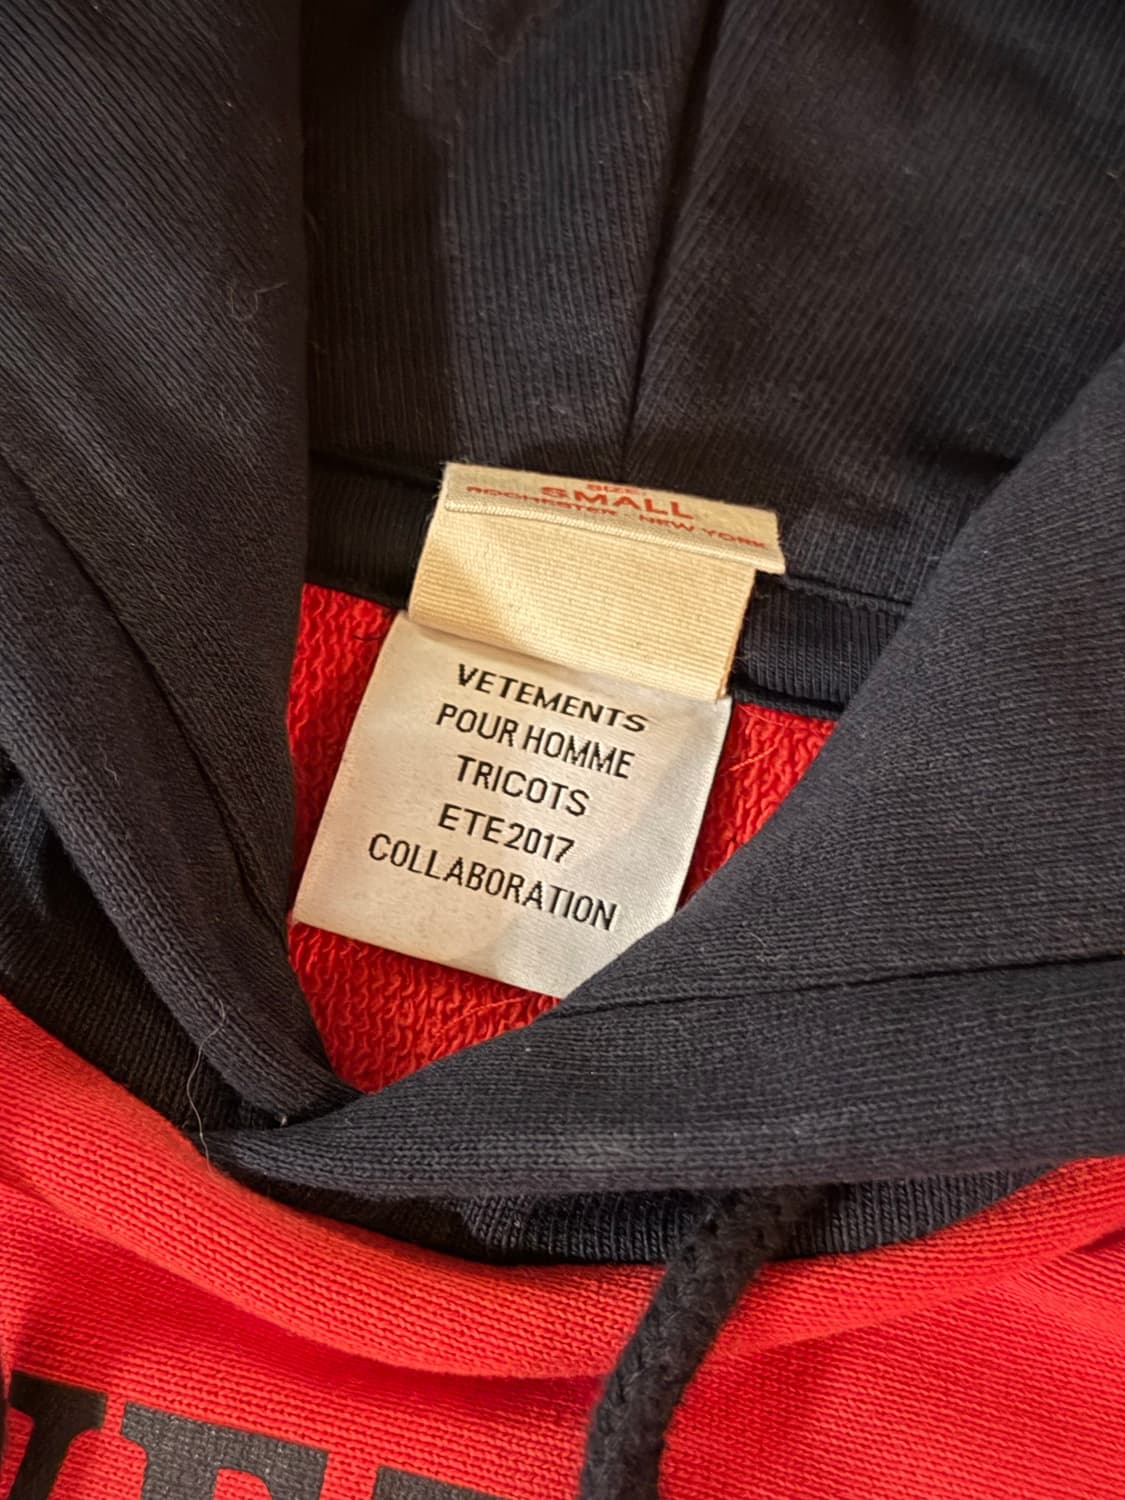 SIZE:
SMALL
ROCHESTER - NEW YORK
VETEMENTS
POUR HOMME
TRICOTS
ETE2017
COLLABORATION